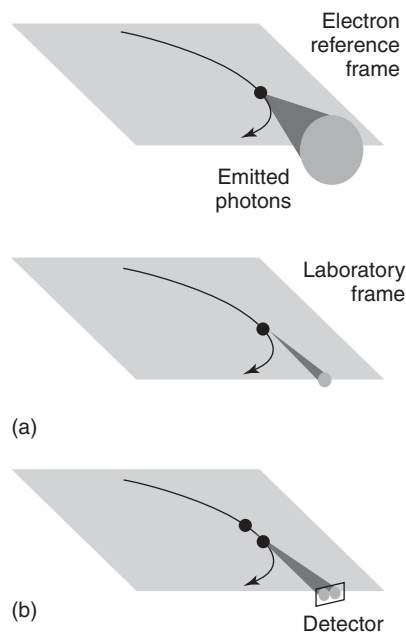 Electron
reference
frame
Emitted
photons
Laboratory
frame
(a)
(b)
Detector